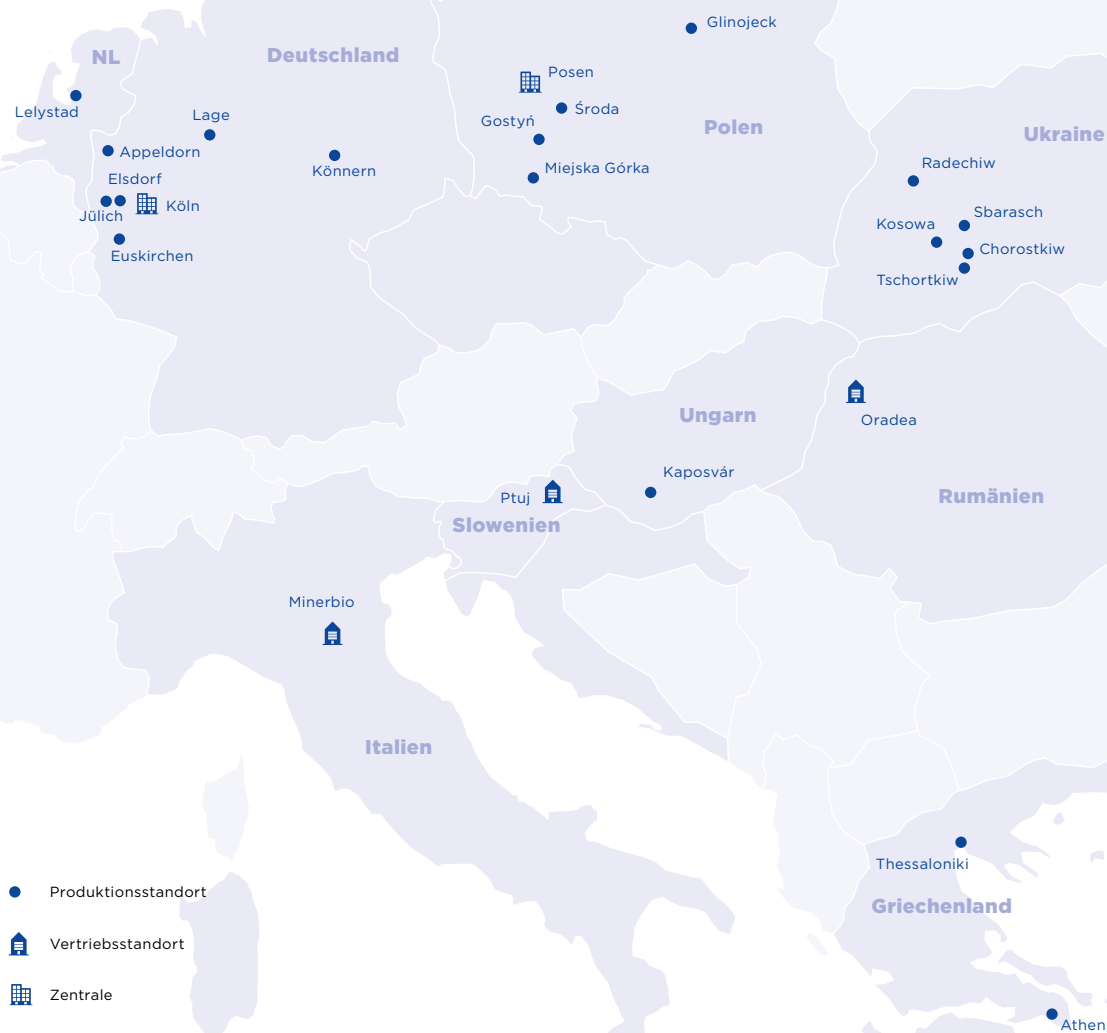 Glinojeck
NL
Deutschland
Posen
Lelystad
Lage
Środa
Gostyń
Polen
Ukraine
Appeldorn
Könnern
Miejska Górka
Radechiw
Elsdorf
Jülich
Köln
Sbarasch
Kosowa
Euskirchen
Chorostkiw
Tschortkiw
Ungarn
Oradea
Kaposvár
Ptuj
Rumänien
Slowenien
Minerbio
Italien
Thessaloniki
Griechenland
Athen
Produktionsstandort
Vertriebsstandort
Zentrale